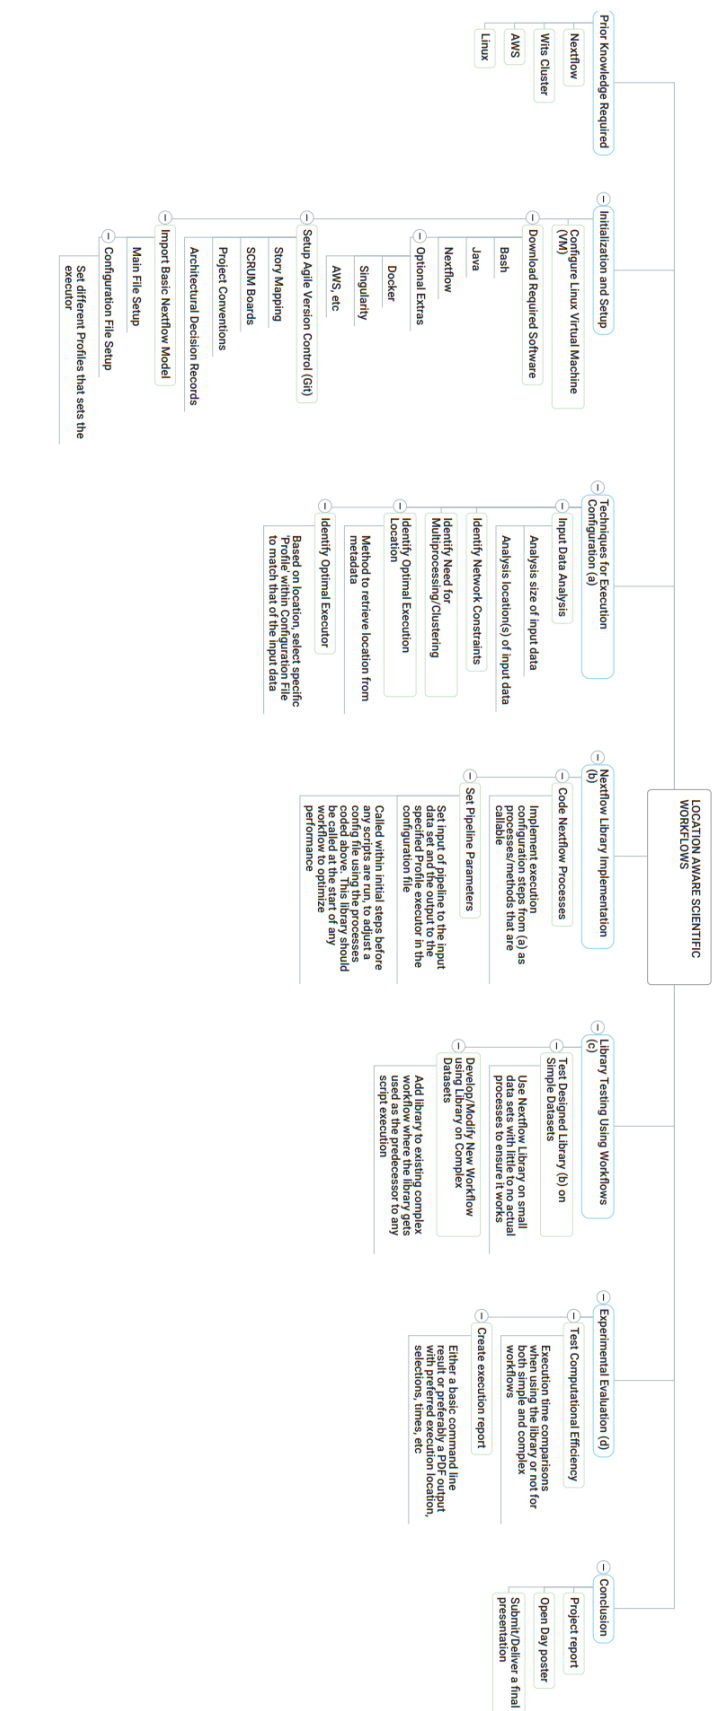 LOCATION AWARE SCIENTIFIC
WORKFLOWS
Prior Knowledge Required
Nextflow
Wits Cluster
AWS
Linux
Initialization and Setup
Configure Linux Virtual Machine
(VM)
Download Required Software
Bash
Java
Nextflow
Optional Extras
Docker
Singularity
AWS, etc
Setup Agile Version Control (Git)
Story Mapping
SCRUM Boards
Project Conventions
Architectural Decision Records
Import Basic Nextflow Model
Main File Setup
Configuration File Setup
Set different Profiles that sets the
executor
Techniques for Execution
Configuration (a)
Input Data Analysis
Analysis size of input data
Analysis location(s) of input data
Identify Network Constraints
Identify Need for
Multiprocessing/Clustering
Identify Optimal Execution
Location
Method to retrieve location from
metadata
Identify Optimal Executor
Based on location, select specific
'Profile' within Configuration File
to match that of the input data
Nextflow Library Implementation
(b)
Code Nextflow Processes
Implement execution
configuration steps from (a) as
processes/methods that are
callable
Set Pipeline Parameters
Set input of pipeline to the input
data set and the output to the
specified Profile executor in the
configuration file
Called within initial steps before
any scripts are run, to adjust a
config file using the processes
coded above. This library should
be called at the start of any
workflow to optimize
performance
Library Testing Using Workflows
(c)
Test Designed Library (b) on
Simple Datasets
Use Nextflow Library on small
data sets with little to no actual
processes to ensure it works
Develop/Modify New Workflow
using Library on Complex
Datasets
Add library to existing complex
workflow where the library gets
used as the predecessor to any
script execution
Experimental Evaluation (d)
Test Computational Efficiency
Execution time comparisons
when using the library or not for
both simple and complex
workflows
Create execution report
Either a basic command line
result or preferably a PDF output
with preferred execution location,
selections, times, etc
Conclusion
Project report
Open Day poster
Submit/Deliver a final
presentation